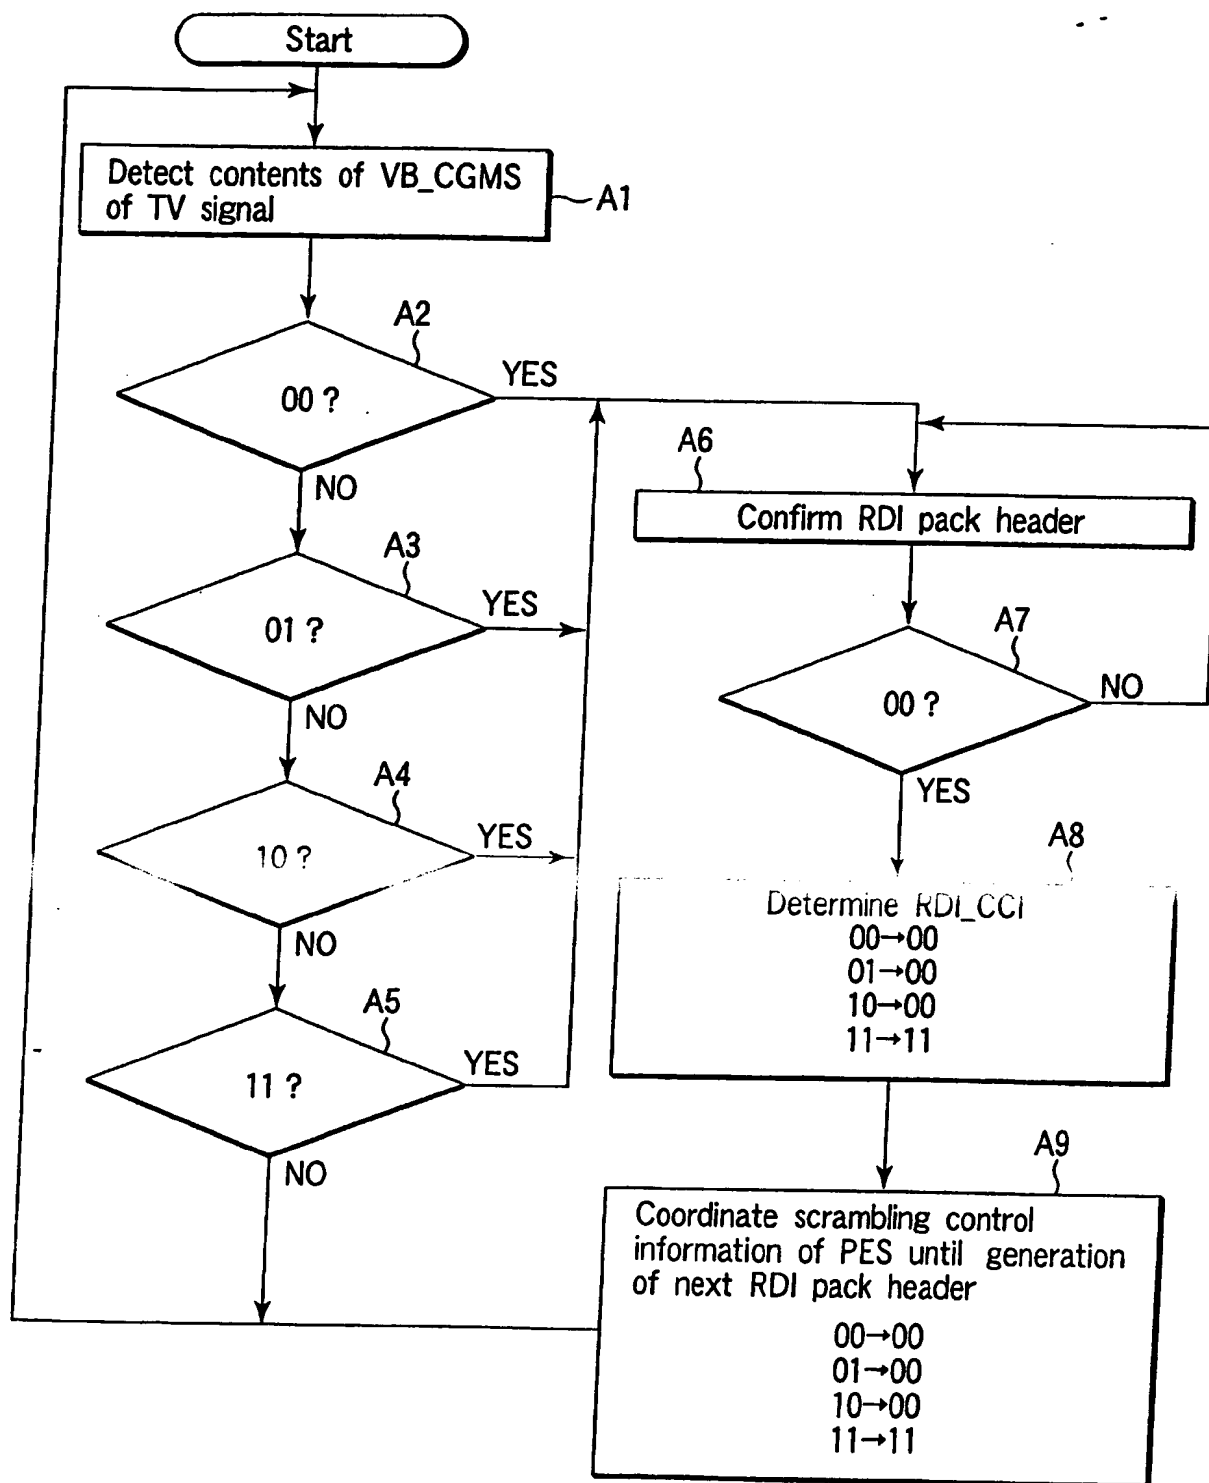 Start
Detect contents of VB_CGMS
of TV signal
A1
A2
00 ?
YES
NO
A3
01 ?
YES
NO
A4
10 ?
YES
NO
A5
11 ?
YES
NO
A6
Confirm RDI pack header
A7
00 ?
NO
YES
A8
Determine RDI_CCI
00→00
01→00
10→00
11→11
A9
Coordinate scrambling control
information of PES until generation
of next RDI pack header
00→00
01→00
10→00
11→11